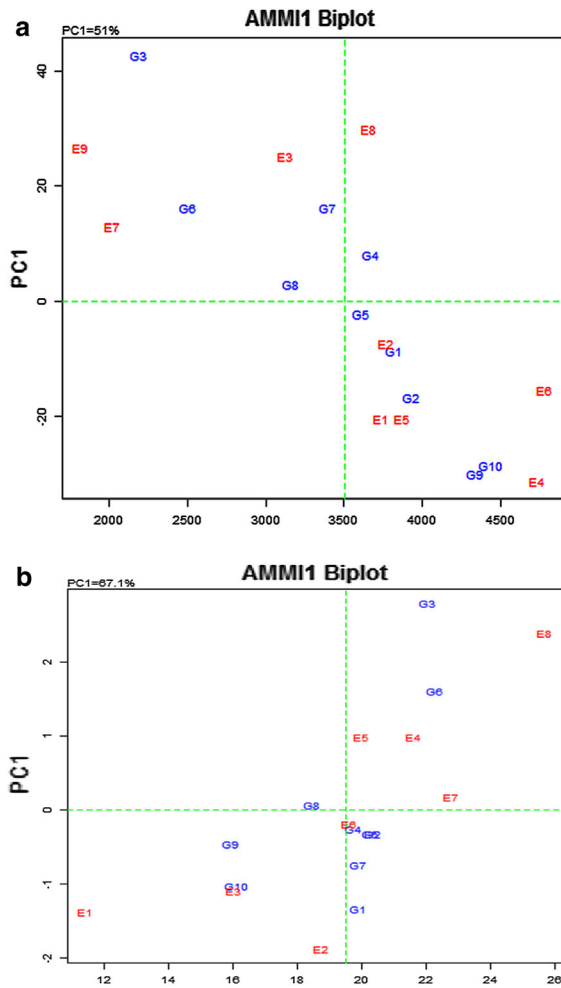 a
AMMI1 Biplot
PC1=51%
G3
40
E8
E9
E3
20
G6
G7
E7
G4
PC1
G8
0
G5
E2
G1
G2
E6
E1
E5
-20
G10
G9
E4
2000
2500
3000
3500
4000
4500
b
AMMI1 Biplot
PC1=67.1%
G3
E8
2
G6
E5
E4
1
E7
PC1
G8
0
G4
G9
G7
G10
E3
-1
G1
E1
E2
-2
12
14
16
18
20
22
24
26